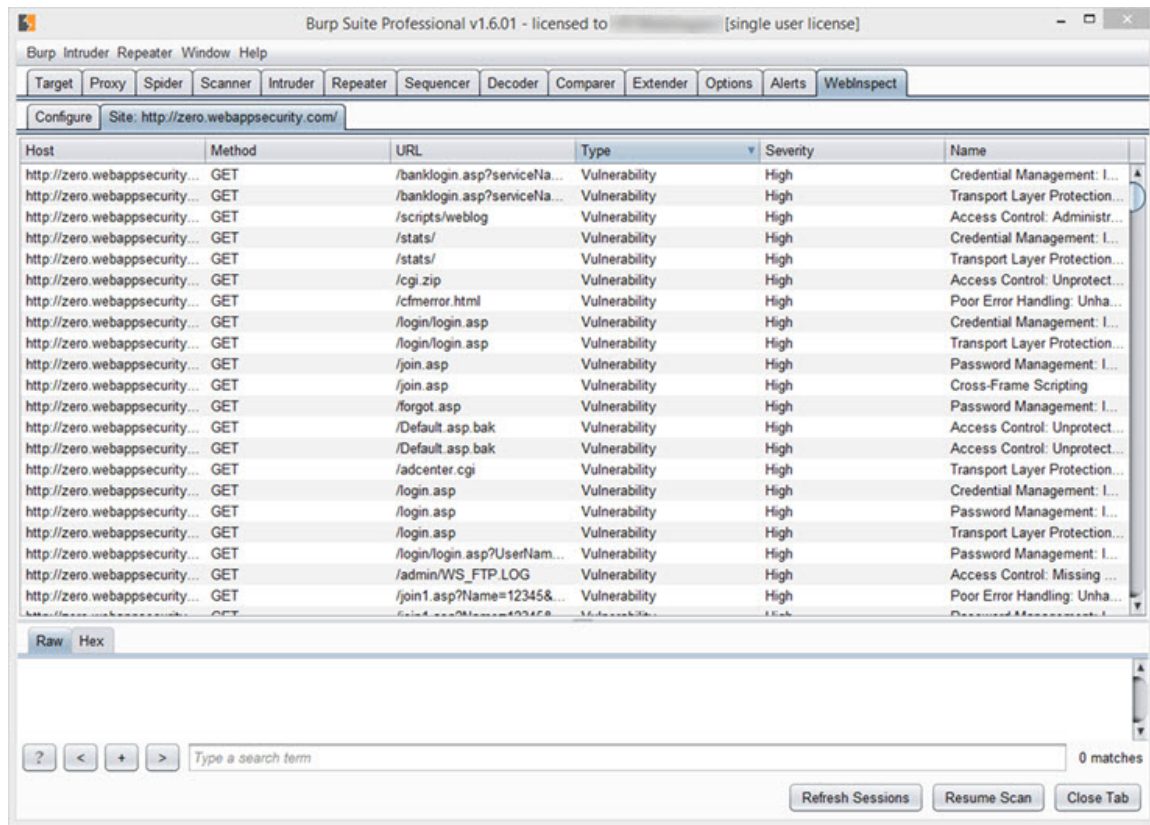 Burp Suite Professional v1.6.01 - licensed to [single user license]
Burp Intruder Repeater Window Help
Target Proxy Spider Scanner Intruder Repeater Sequencer Decoder Comparer Extender Options Alerts WebInspect
Configure Site: http://zero.webappsecurity.com/
Host Method URL Type Severity Name
http://zero.webappsecurity... GET /banklogin.asp?serviceNa... Vulnerability High Credential Management: I...
http://zero.webappsecurity... GET /banklogin.asp?serviceNa... Vulnerability High Transport Layer Protection...
http://zero.webappsecurity... GET /scripts/weblog Vulnerability High Access Control: Administr...
http://zero.webappsecurity... GET /stats/ Vulnerability High Credential Management: I...
http://zero.webappsecurity... GET /stats/ Vulnerability High Transport Layer Protection...
http://zero.webappsecurity... GET /cgi.zip Vulnerability High Access Control: Unprotect...
http://zero.webappsecurity... GET /cfmerror.html Vulnerability High Poor Error Handling: Unha...
http://zero.webappsecurity... GET /login/login.asp Vulnerability High Credential Management: I...
http://zero.webappsecurity... GET /login/login.asp Vulnerability High Transport Layer Protection...
http://zero.webappsecurity... GET /join.asp Vulnerability High Password Management: I...
http://zero.webappsecurity... GET /join.asp Vulnerability High Cross-Frame Scripting
http://zero.webappsecurity... GET /forgot.asp Vulnerability High Password Management: I...
http://zero.webappsecurity... GET /Default.asp.bak Vulnerability High Access Control: Unprotect...
http://zero.webappsecurity... GET /Default.asp.bak Vulnerability High Access Control: Unprotect...
http://zero.webappsecurity... GET /adcenter.cgi Vulnerability High Transport Layer Protection...
http://zero.webappsecurity... GET /login.asp Vulnerability High Credential Management: I...
http://zero.webappsecurity... GET /login.asp Vulnerability High Password Management: I...
http://zero.webappsecurity... GET /login.asp Vulnerability High Transport Layer Protection...
http://zero.webappsecurity... GET /login/login.asp?UserNam... Vulnerability High Password Management: I...
http://zero.webappsecurity... GET /admin/WS_FTP.LOG Vulnerability High Access Control: Missing ...
http://zero.webappsecurity... GET /join1.asp?Name=12345&... Vulnerability High Poor Error Handling: Unha...
Raw Hex
? < + > Type a search term 0 matches
Refresh Sessions Resume Scan Close Tab